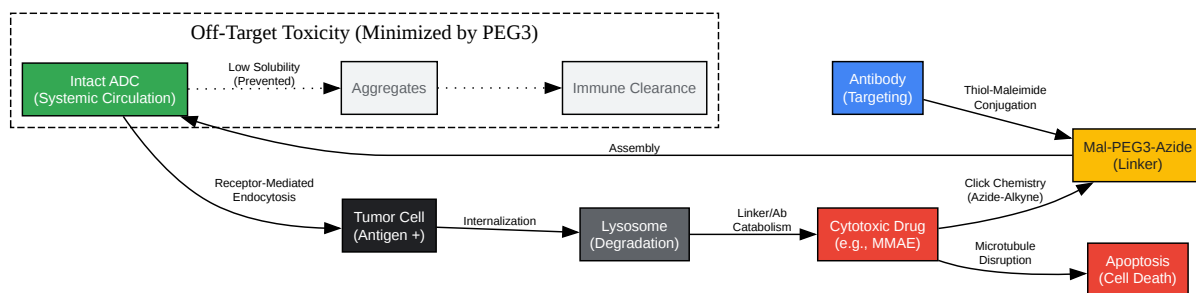 Off-Target Toxicity (Minimized by PEG3)
Intact ADC
(Systemic Circulation)
Low Solubility
(Prevented)
Aggregates
Immune Clearance
Antibody
(Targeting)
Thiol-Maleimide
Conjugation
Mal-PEG3-Azide
(Linker)
Assembly
Receptor-Mediated
Endocytosis
Tumor Cell
(Antigen +)
Internalization
Lysosome
(Degradation)
Linker/Ab
Catabolism
Cytotoxic Drug
(e.g., MMAE)
Click Chemistry
(Azide-Alkyne)
Microtubule
Disruption
Apoptosis
(Cell Death)